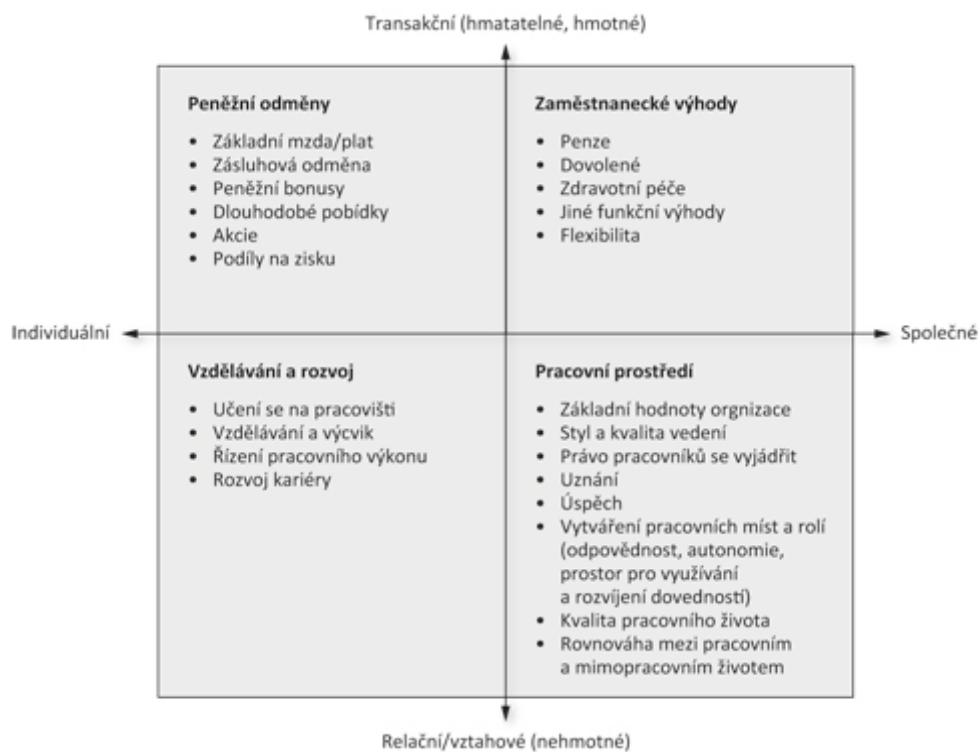 Transakční (hmatatelné, hmotné)
Peněžní odměny
• Základní mzda/plat
• Zásluhová odměna
• Peněžní bonusy
• Dlouhodobé pobídky
• Akcie
• Podíly na zisku
Zaměstnanecké výhody
• Penze
• Dovolené
• Zdravotní péče
• Jiné funkční výhody
• Flexibilita
Individuální
Společné
Vzdělávání a rozvoj
• Učení se na pracovišti
• Vzdělávání a výcvik
• Řízení pracovního výkonu
• Rozvoj kariéry
Pracovní prostředí
• Základní hodnoty orgnizace
• Styl a kvalita vedení
• Právo pracovníků se vyjádřit
• Uznání
• Úspěch
• Vytváření pracovních míst a rolí
(odpovědnost, autonomie,
prostor pro využívání
a rozvíjení dovedností)
• Kvalita pracovního života
• Rovnováha mezi pracovním
a mimopracovním životem
Relační/vztahové (nehmotné)